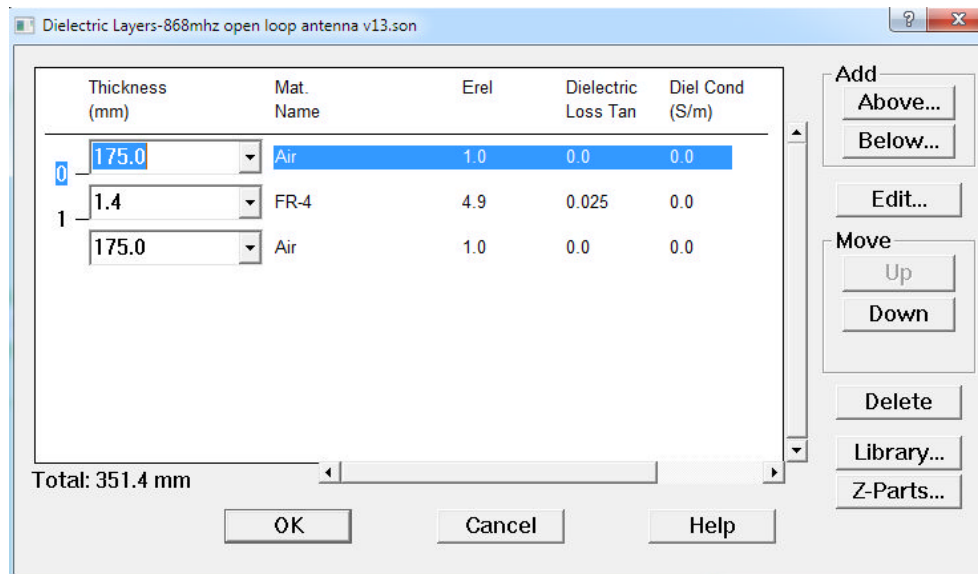 Dielectric Layers-868mhz open loop antenna v13.son
? X
Thickness Mat. Erel Dielectric Diel Cond
(mm) Name Loss Tan (S/m)
175.0 Air 1.0 0.0 0.0
0
1.4 FR-4 4.9 0.025 0.0
1
175.0 Air 1.0 0.0 0.0
Total: 351.4 mm
OK Cancel Help
Add
Above...
Below...
Edit...
Move
Up
Down
Delete
Library...
Z-Parts...